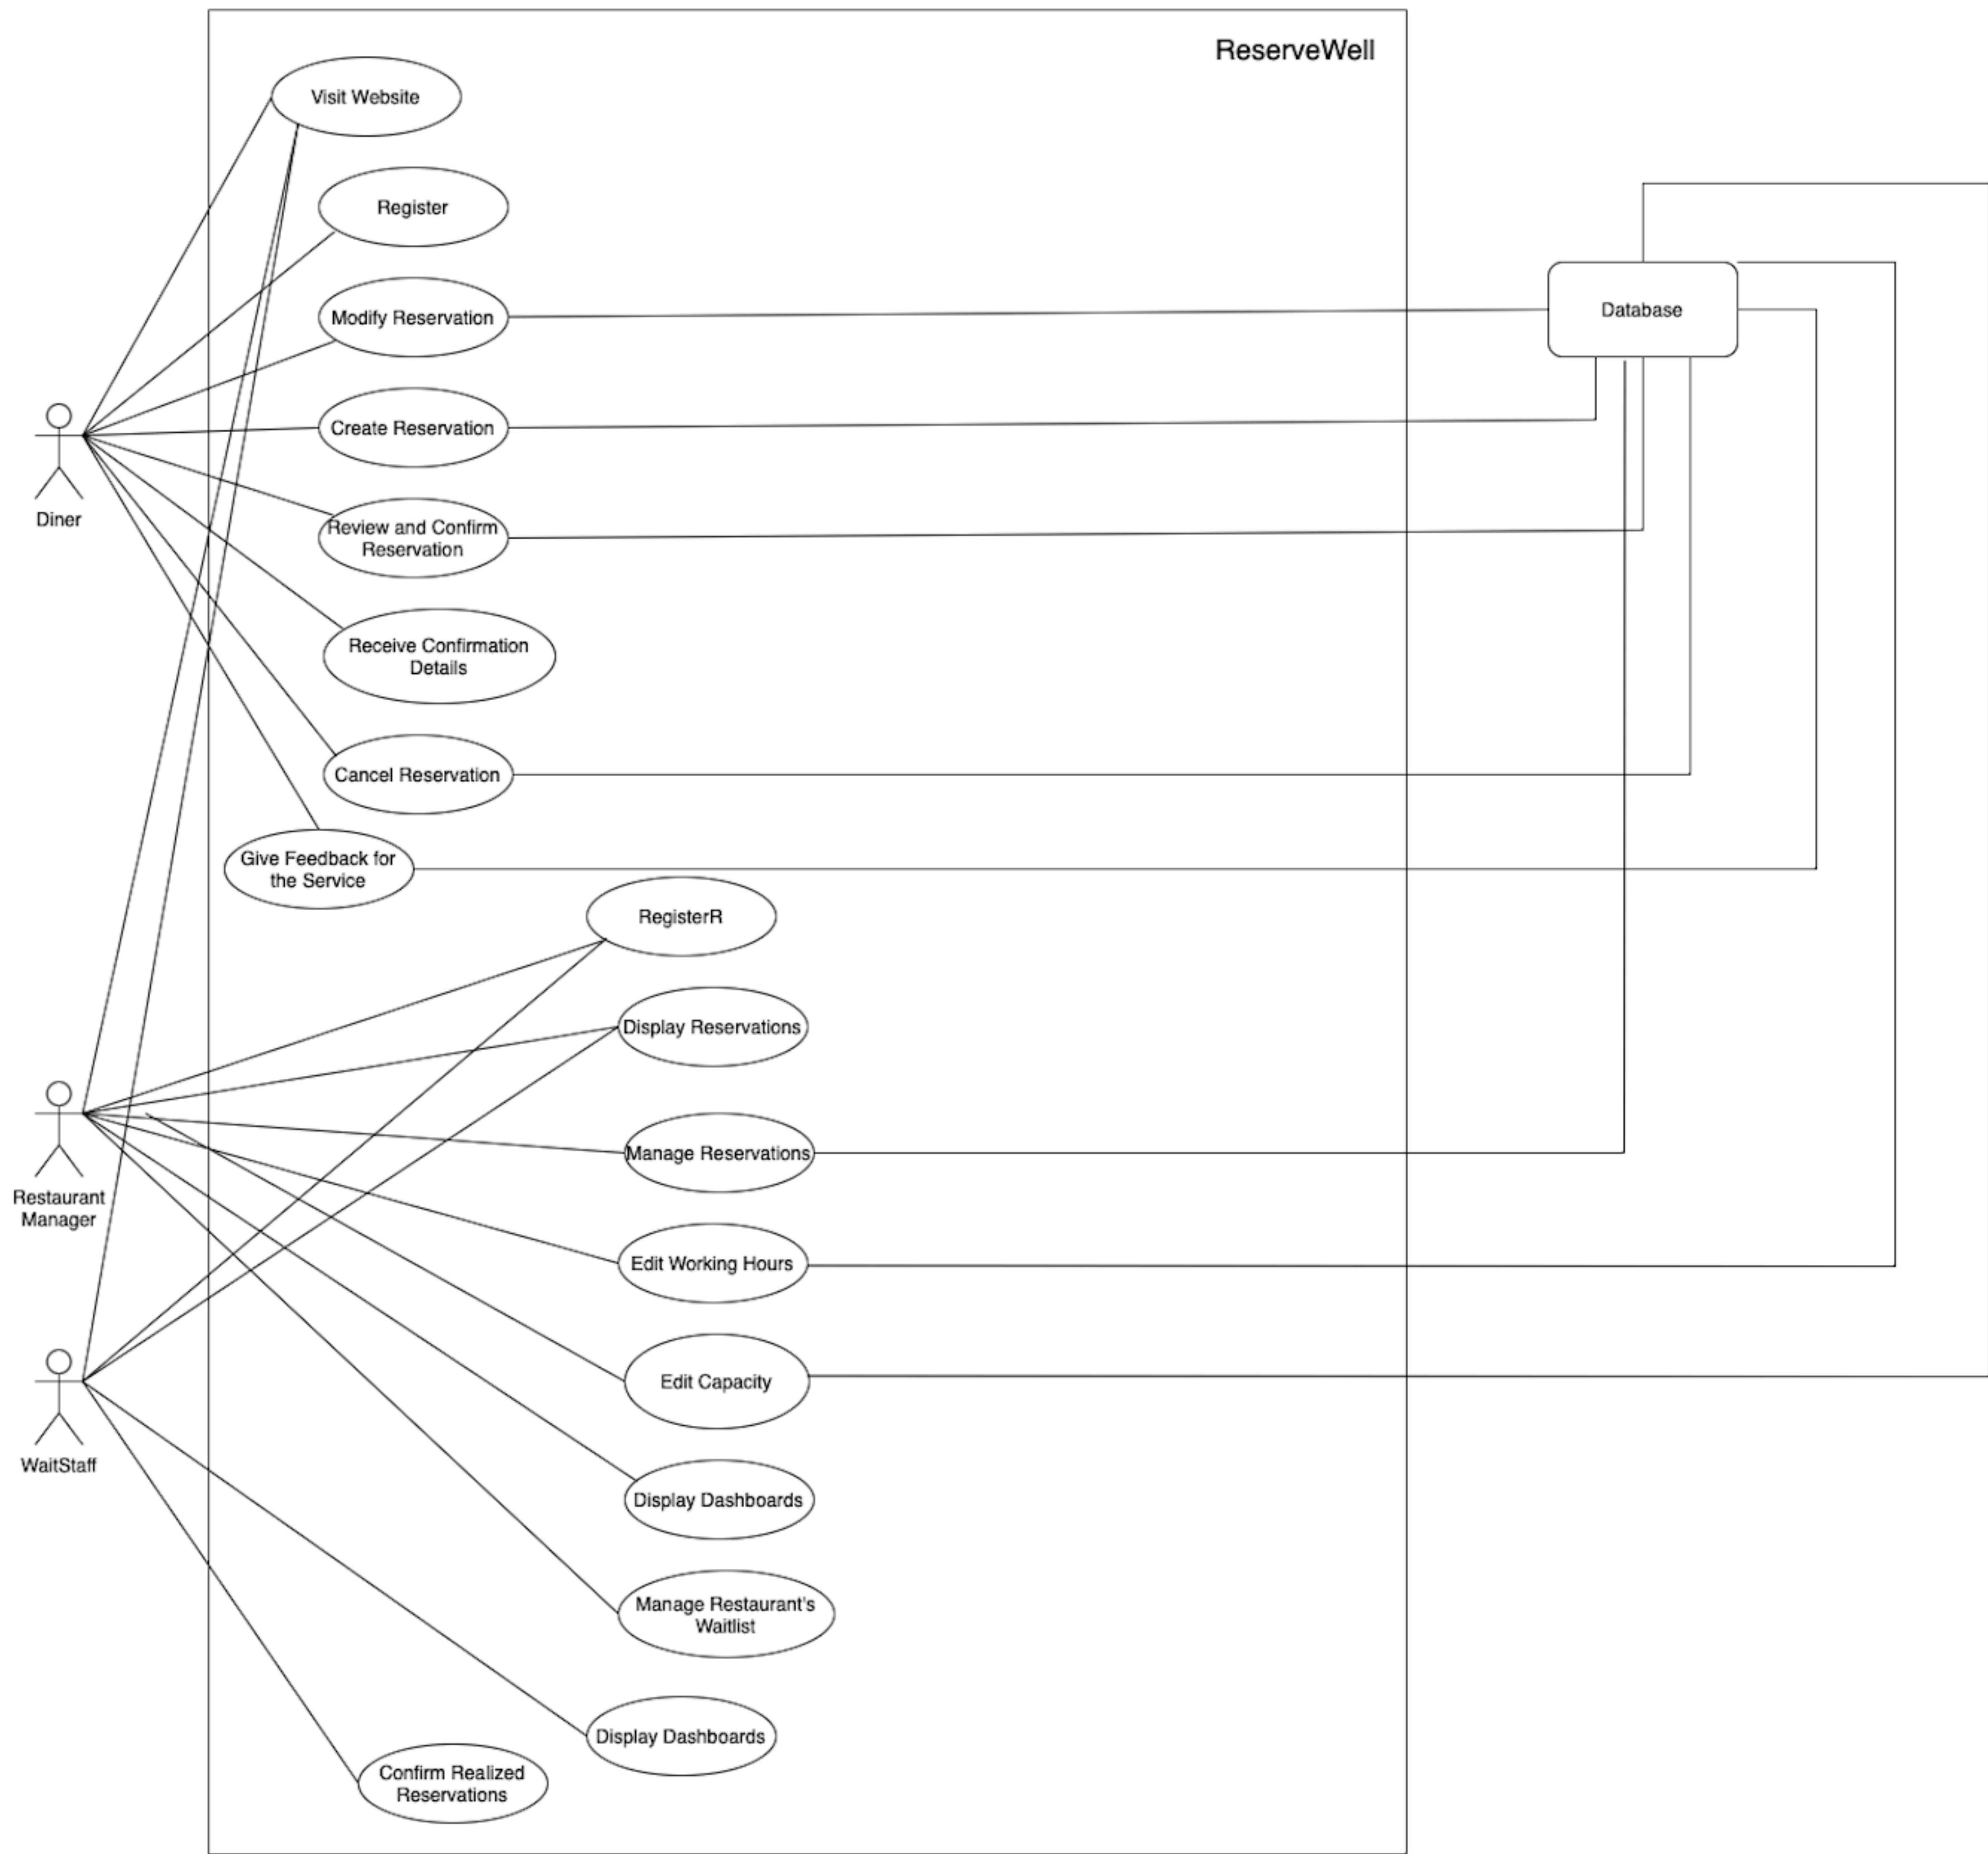 ReserveWell
Visit Website
Register
Modify Reservation
Database
Create Reservation
Diner
Review and Confirm
Reservation
Receive Confirmation
Details
Cancel Reservation
Give Feedback for
the Service
RegisterR
Display Reservations
Manage Reservations
Restaurant
Manager
Edit Working Hours
Edit Capacity
WaitStaff
Display Dashboards
Manage Restaurant's
Waitlist
Display Dashboards
Confirm Realized
Reservations